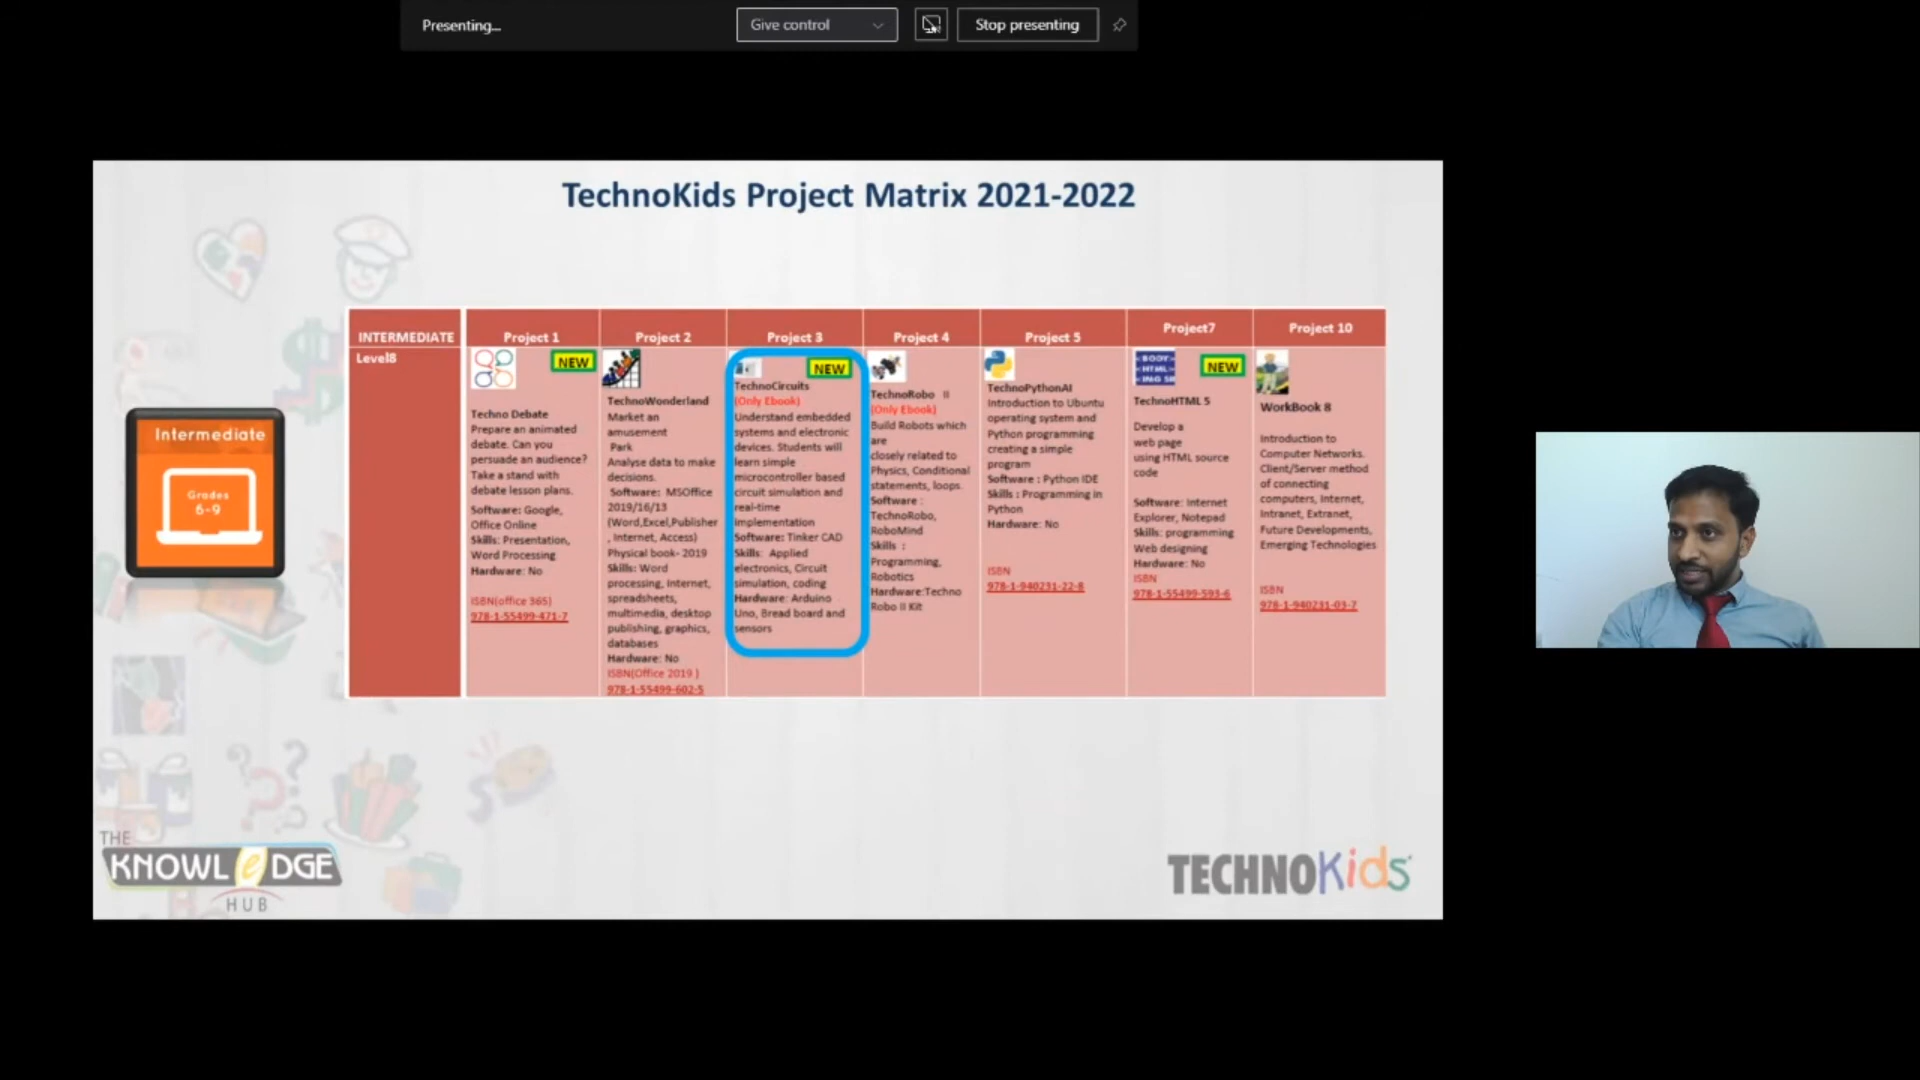 Presenting...
Give control
Stop presenting
TechnoKids Project Matrix 2021-2022
Intermediate
Grades
6-9
INTERMEDIATE
Level8
Project 1
NEW
Techno Debate
Prepare an animated
debate. Can you
persuade an audience?
Take a stand with
debate lesson plans.
Software: Google,
Office Online
Skills: Presentation,
Word Processing
Hardware: No
ISBN(office 365)
978-1-55499-471-7
Project 2
TechnoWonderland
Market an
amusement
Park
Analyse data to make
decisions.
Software: MSOffice
2019/16/13
(Word,Excel,Publisher
, Internet, Access)
Physical book- 2019
Skills: Word
processing, Internet,
spreadsheets,
multimedia, desktop
publishing, graphics,
databases
Hardware: No
ISBN(Office 2019 )
978-1-55499-602-5
Project 3
NEW
TechnoCircuits
(Only Ebook)
Understand embedded
systems and electronic
devices. Students will
learn simple
microcontroller based
circuit simulation and
real-time
implementation
Software: Tinker CAD
Skills: Applied
electronics, Circuit
simulation, coding
Hardware: Arduino
Uno, Bread board and
sensors
Project 4
TechnoRobo II
(Only Ebook)
Build Robots which
are
closely related to
Physics, Conditional
statements, loops.
Software :
TechnoRobo,
RoboMind
Skills :
Programming,
Robotics
Hardware:Techno
Robo II Kit
Project 5
TechnoPythonAI
Introduction to Ubuntu
operating system and
Python programming
creating a simple
program
Software : Python IDE
Skills : Programming in
Python
Hardware: No
ISBN
978-1-940231-22-8
Project7
<BODY>
<HTML>
NEW
TechnoHTML 5
Develop a
web page
using HTML source
code
Software: Internet
Explorer, Notepad
Skills: programming
Web designing
Hardware: No
ISBN
978-1-55499-593-6
Project 10
WorkBook 8
Introduction to
Computer Networks.
Client/Server method
of connecting
computers, Internet,
Intranet, Extranet,
Future Developments,
Emerging Technologies
ISBN
978-1-940231-03-7
THE
KNOWLeDGE
HUB
TECHNOKids